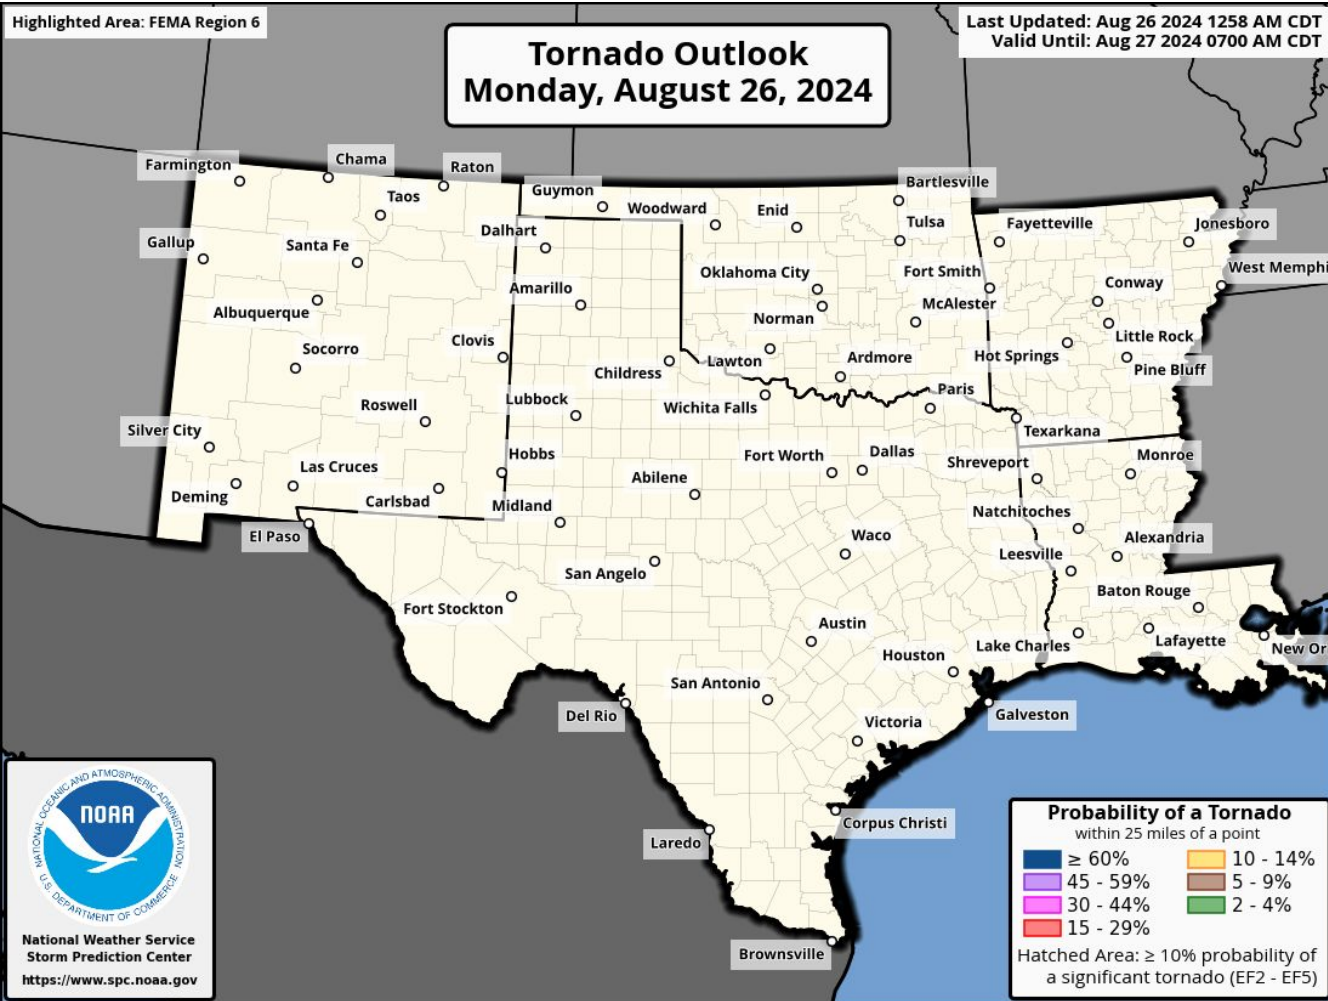 Highlighted Area: FEMA Region 6
Last Updated: Aug 26 2024 1258 AM CDT
Valid Until: Aug 27 2024 0700 AM CDT
Tornado Outlook
Monday, August 26, 2024
Farmington
Chama
Raton
Taos
Guymon
Woodward
Enid
Bartlesville
Tulsa
Fayetteville
Jonesboro
Gallup
Santa Fe
Dalhart
Oklahoma City
Fort Smith
West Memphi
Amarillo
Conway
Albuquerque
Norman
McAlester
Socorro
Clovis
Little Rock
Childress
Lawton
Ardmore
Hot Springs
Pine Bluff
Roswell
Lubbock
Wichita Falls
Paris
Silver City
Texarkana
Las Cruces
Hobbs
Fort Worth
Dallas
Shreveport
Monroe
Deming
Carlsbad
Midland
Abilene
Natchitoches
El Paso
Waco
Alexandria
San Angelo
Leesville
Fort Stockton
Baton Rouge
Austin
Lake Charles
Lafayette
New Or
Houston
San Antonio
Del Rio
Victoria
Galveston
Laredo
Corpus Christi
Brownsville
NATIONAL OCEANIC AND ATMOSPHERIC ADMINISTRATION
NOAA
U.S. DEPARTMENT OF COMMERCE
National Weather Service
Storm Prediction Center
https://www.spc.noaa.gov
Probability of a Tornado
within 25 miles of a point
≥ 60%
10 - 14%
45 - 59%
5 - 9%
30 - 44%
2 - 4%
15 - 29%
Hatched Area: ≥ 10% probability of
a significant tornado (EF2 - EF5)